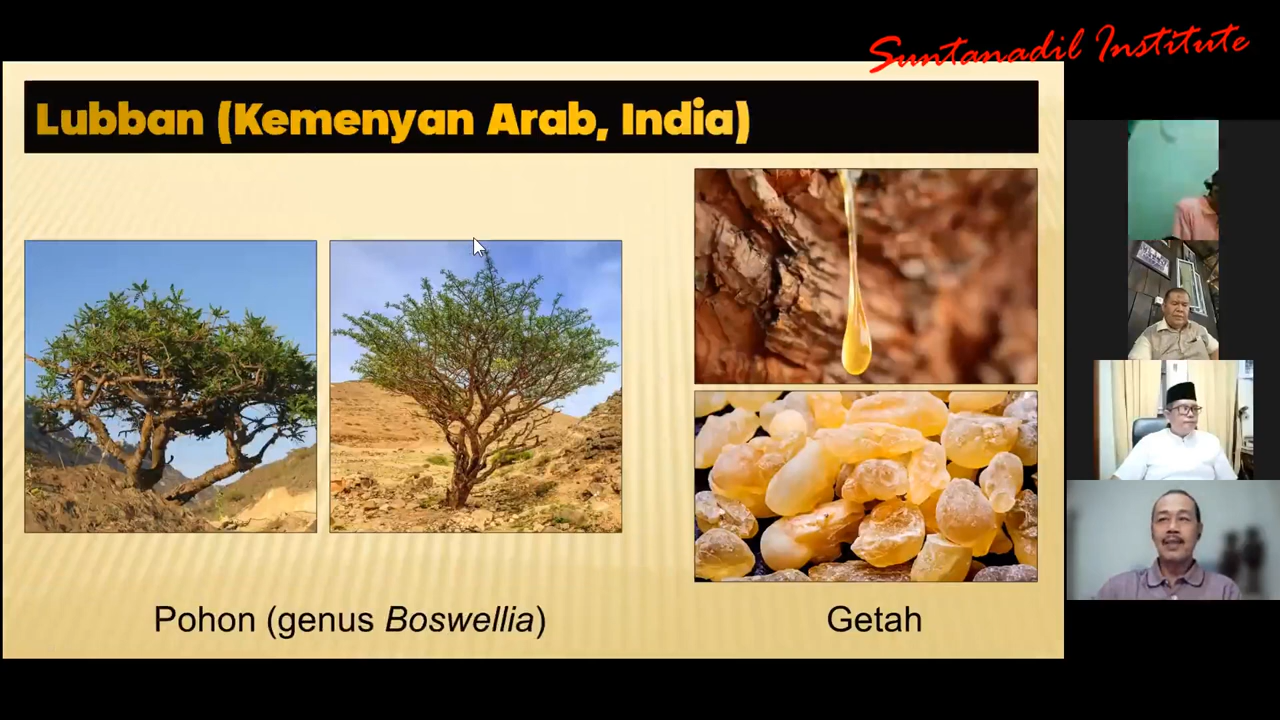 Suntanadil Institute
Lubban (Kemenyan Arab, India)
Pohon (genus Boswellia)
Getah